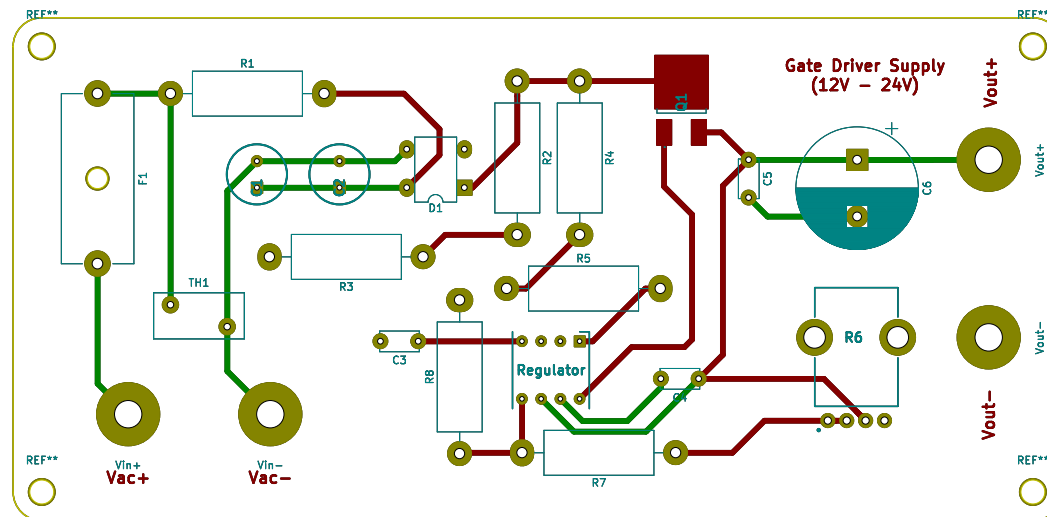 REF**
REF**
R1
Gate Driver Supply
(12V - 24V)
Vout+
Q1
Vout+
R2
R4
C5
C6
F1
D1
R5
R3
TH1
C3
R8
Regulator
R6
Vout-
Vout-
R7
REF**
REF**
Vin+
Vac+
Vin-
Vac-